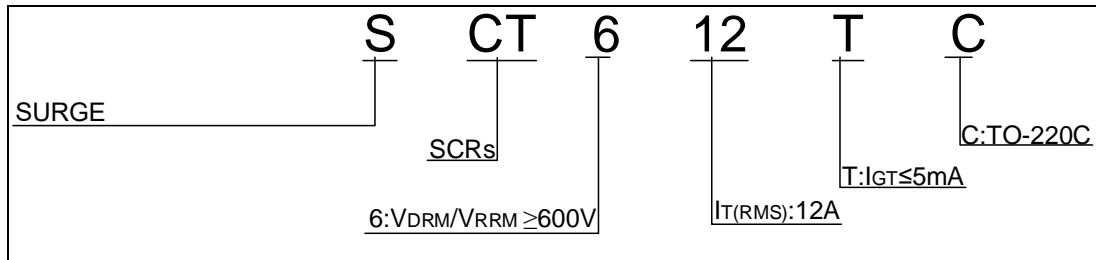 S CT 6 12 T C
SURGE
C:TO-220C
SCRs
T:IGT≤5mA
6:VDRM/VRRM ≥600V
IT(RMS):12A